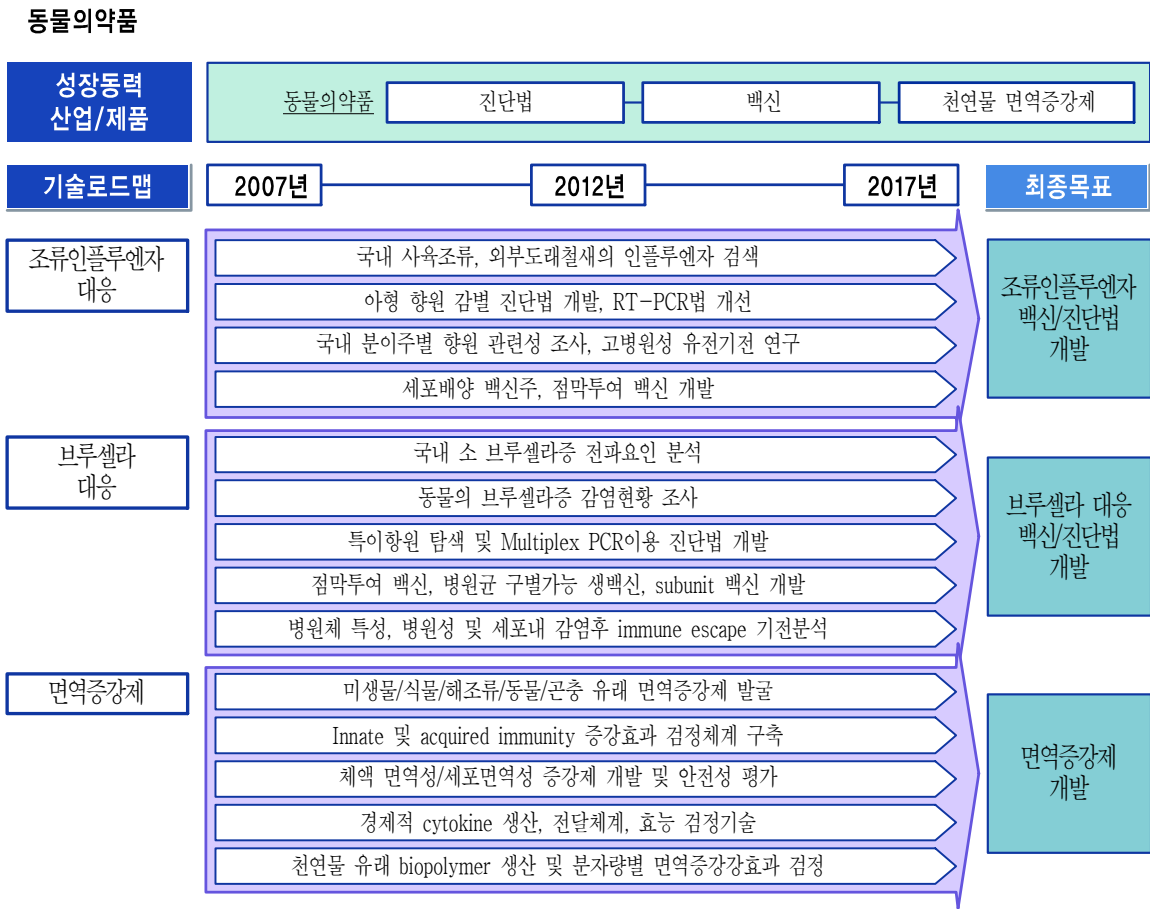 동물의약품
성장동력
산업/제품
동물의약품
진단법
백신
천연물 면역증강제
기술로드맵
2007년
2012년
2017년
최종목표
조류인플루엔자
대응
국내 사육조류, 외부도래철새의 인플루엔자 검색
아형 항원 감별 진단법 개발, RT-PCR법 개선
국내 분이주별 항원 관련성 조사, 고병원성 유전기전 연구
세포배양 백신주, 점막투여 백신 개발
조류인플루엔자
백신/진단법
개발
브루셀라
대응
국내 소 브루셀라증 전파요인 분석
동물의 브루셀라증 감염현황 조사
특이항원 탐색 및 Multiplex PCR이용 진단법 개발
점막투여 백신, 병원균 구별가능 생백신, subunit 백신 개발
병원체 특성, 병원성 및 세포내 감염후 immune escape 기전분석
브루셀라 대응
백신/진단법
개발
면역증강제
미생물/식물/해조류/동물/곤충 유래 면역증강제 발굴
Innate 및 acquired immunity 증강효과 검정체계 구축
체액 면역성/세포면역성 증강제 개발 및 안전성 평가
경제적 cytokine 생산, 전달체계, 효능 검정기술
천연물 유래 biopolymer 생산 및 분자량별 면역증강강효과 검정
면역증강제
개발